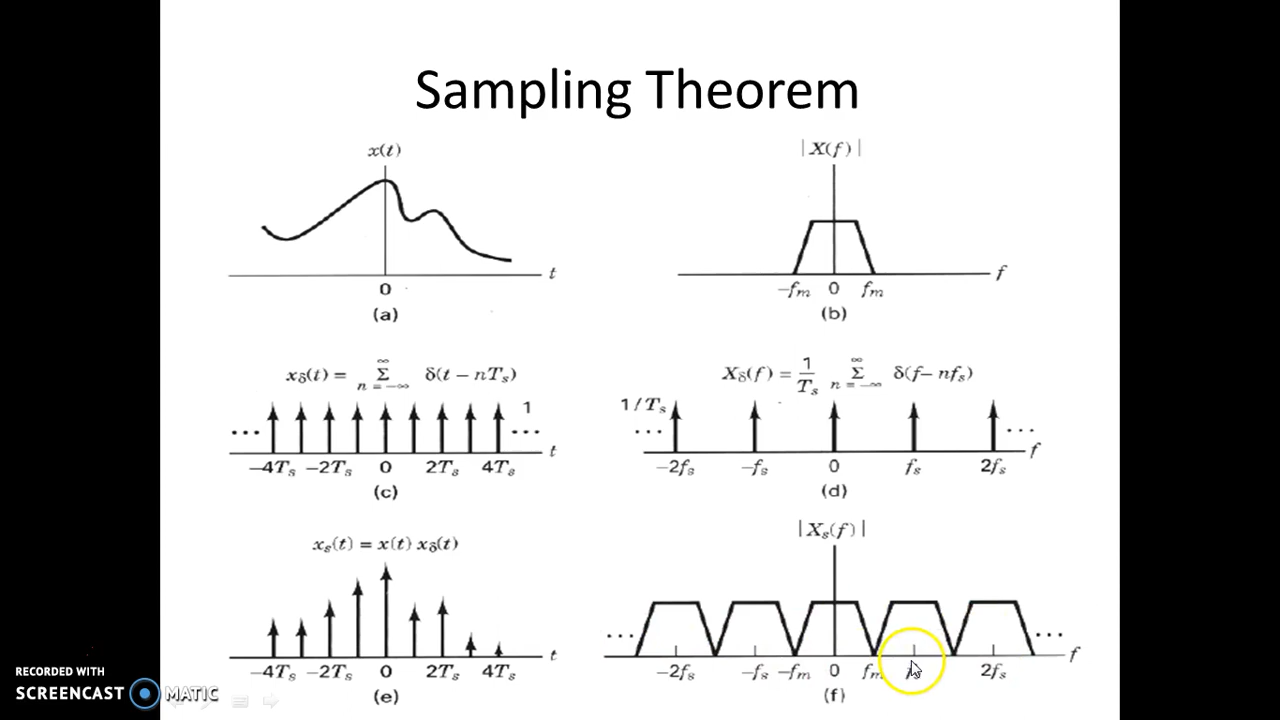 Sampling Theorem
x(t)
t
0
(a)
|X(f)|
f
−fm 0 fm
(b)
xδ(t) = ∞ Σ n = −∞ δ(t − nTs)
1
... ...
t
−4Ts −2Ts 0 2Ts 4Ts
(c)
Xδ(f) = 1/Ts ∞ Σ n = −∞ δ(f− nfs)
1/Ts
... ...
f
−2fs −fs 0 fs 2fs
(d)
xs(t) = x(t) xδ(t)
t
−4Ts −2Ts 0 2Ts 4Ts
(e)
|Xs(f)|
... ...
f
−2fs −fs −fm 0 fm fs 2fs
(f)
RECORDED WITH
SCREENCAST MATIC